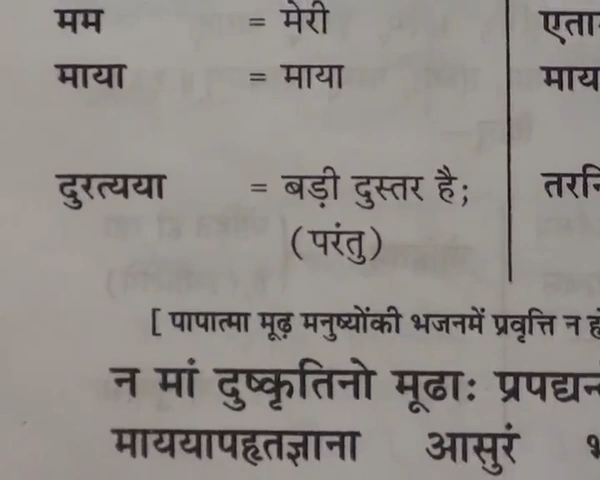 मम = मेरी
माया = माया
दुरत्यया = बड़ी दुस्तर है;
(परंतु)
[ पापात्मा मूढ़ मनुष्योंकी भजनमें प्रवृत्ति न
न मां दुष्कृतिनो मूढाः
माययापहृतज्ञाना आसुरं